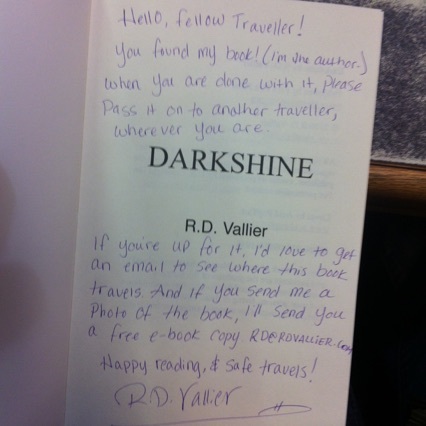 Hello, fellow Traveller!
You found my book! (I'm the author.)
When you are done with it, please
Pass it on to another traveller,
wherever you are.
DARKSHINE
R.D. Vallier
If you're up for it, I'd love to get
an email to see where this book
travels. And if you send me a
Photo of the book, I'll send you
a free e-book copy. RD@RDVALLIER.com
Happy reading, & safe travels!
R.D. Vallier